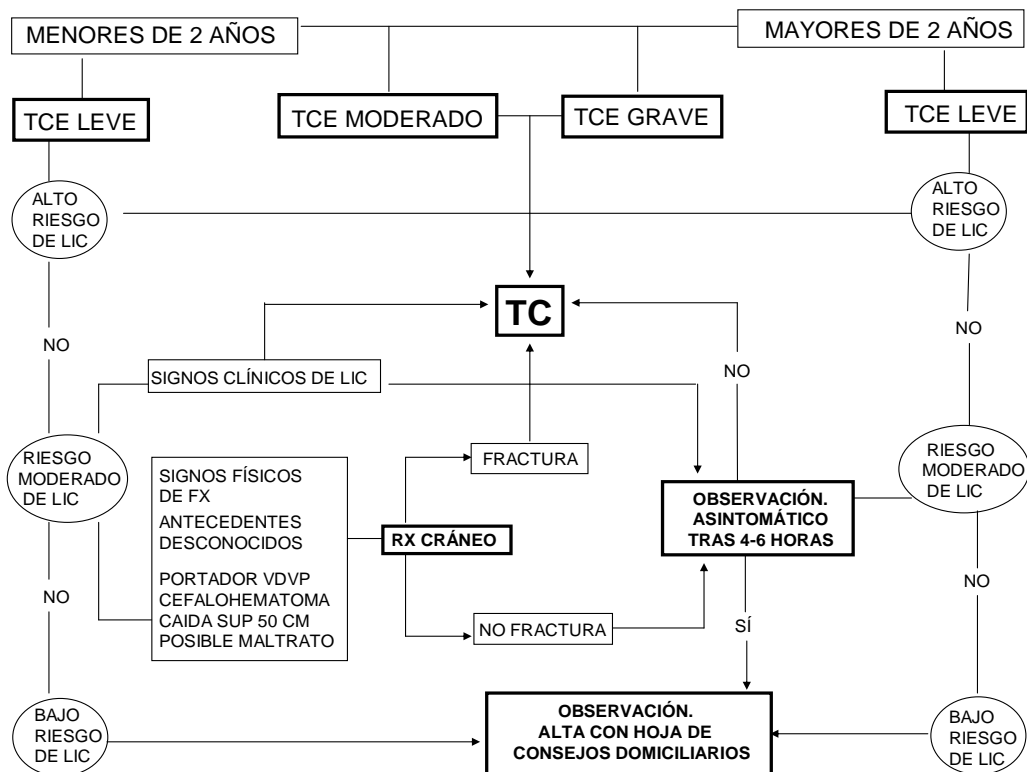 MENORES DE 2 AÑOS
MAYORES DE 2 AÑOS
TCE LEVE
TCE MODERADO
TCE GRAVE
TCE LEVE
ALTO
RIESGO
DE LIC
ALTO
RIESGO
DE LIC
TC
NO
NO
NO
SIGNOS CLÍNICOS DE LIC
RIESGO
MODERADO
DE LIC
SIGNOS FÍSICOS
DE FX
ANTECEDENTES
DESCONOCIDOS
PORTADOR VDVP
CEFALOHEMATOMA
CAIDA SUP 50 CM
POSIBLE MALTRATO
FRACTURA
RX CRÁNEO
NO FRACTURA
OBSERVACIÓN.
ASINTOMÁTICO
TRAS 4-6 HORAS
RIESGO
MODERADO
DE LIC
NO
SÍ
NO
BAJO
RIESGO
DE LIC
OBSERVACIÓN.
ALTA CON HOJA DE
CONSEJOS DOMICILIARIOS
BAJO
RIESGO
DE LIC